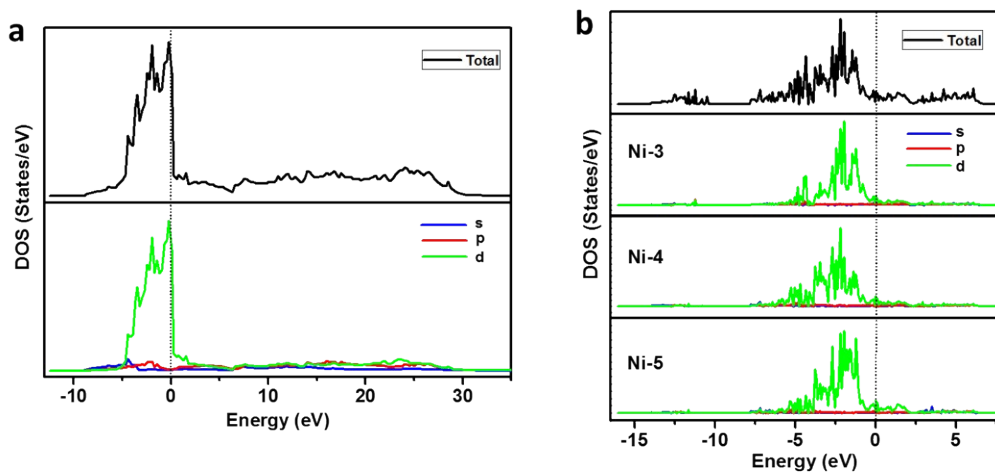 a
Total
s
p
d
DOS (States/eV)
-10 0 10 20 30
Energy (eV)
b
Total
Ni-3
s
p
d
Ni-4
Ni-5
DOS (States/eV)
-15 -10 -5 0 5
Energy (eV)